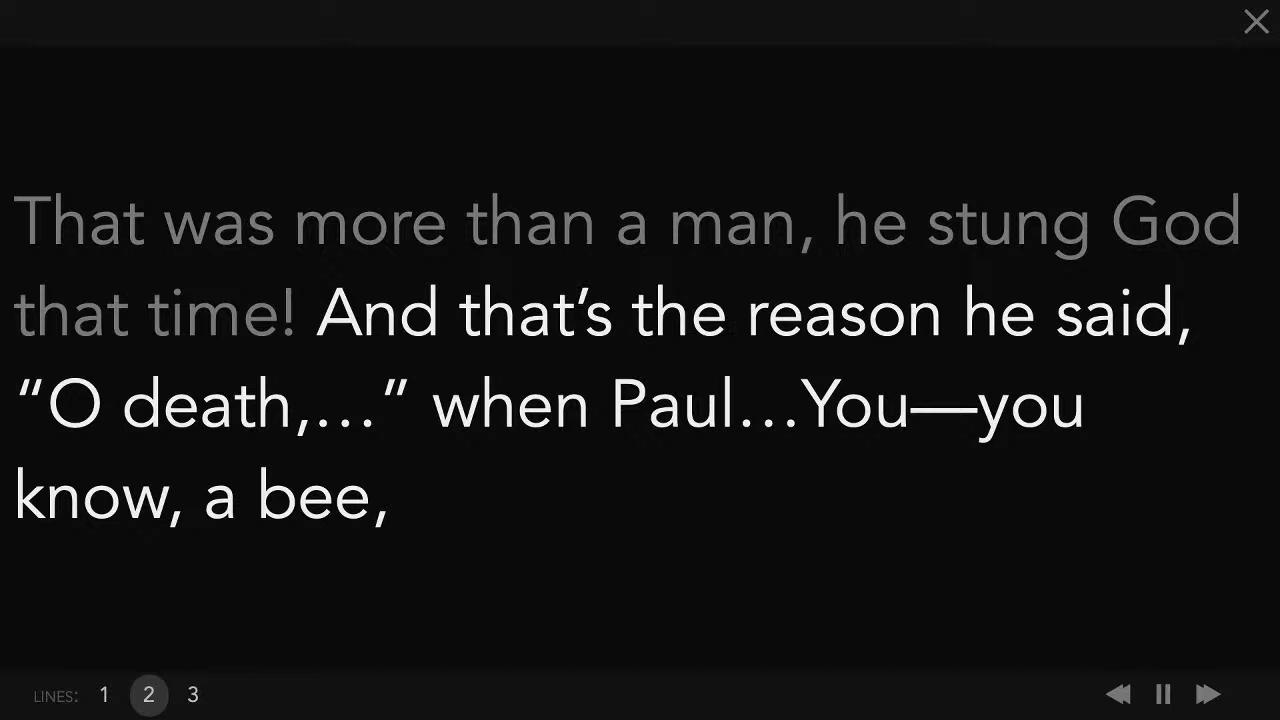 That was more than a man, he stung God
that time! And that’s the reason he said,
“O death,…” when Paul…You—you
know, a bee,
LINES: 1 2 3